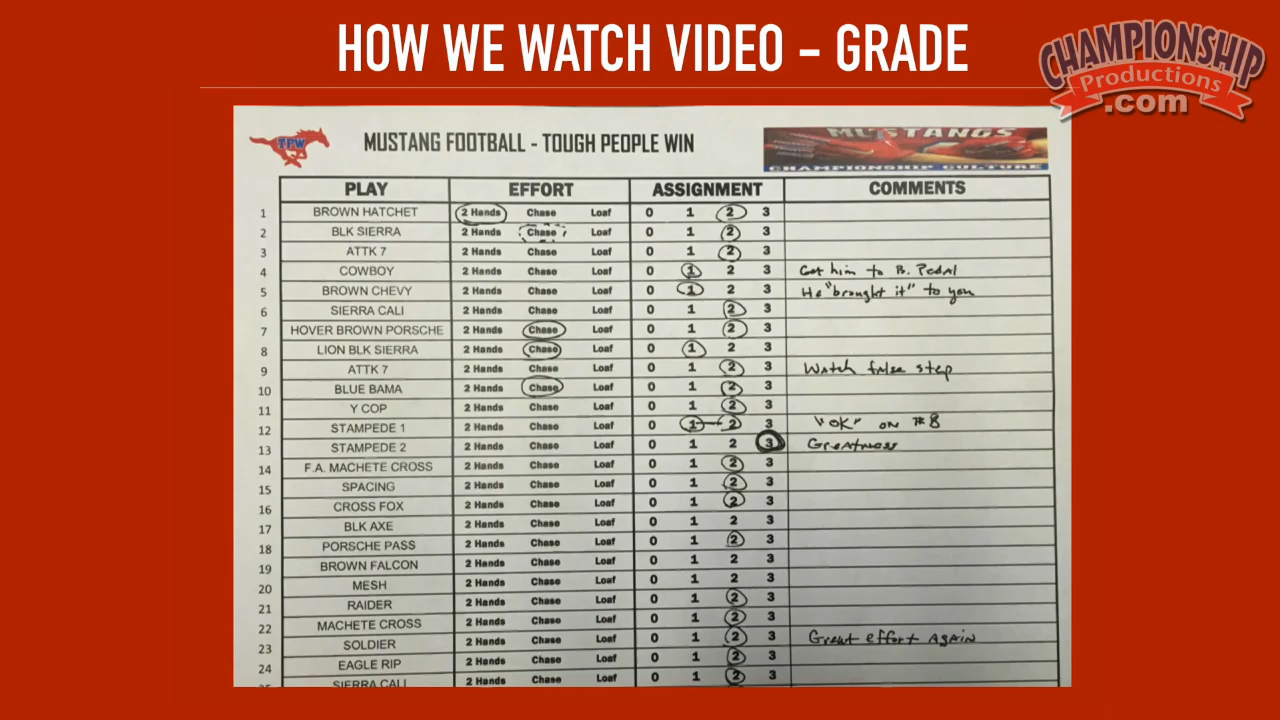 HOW WE WATCH VIDEO - GRADE
CHAMPIONSHIP
Productions
.com
TPW
MUSTANG FOOTBALL - TOUGH PEOPLE WIN
MUSTANGS
CHAMPIONSHIP CULTURE
PLAY EFFORT ASSIGNMENT COMMENTS
1 BROWN HATCHET 2 Hands Chase Loaf 0 1 2 3
2 BLK SIERRA 2 Hands Chase Loaf 0 1 2 3
3 ATTK 7 2 Hands Chase Loaf 0 1 2 3
4 COWBOY 2 Hands Chase Loaf 0 1 2 3 Get him to B. Pedal
5 BROWN CHEVY 2 Hands Chase Loaf 0 1 2 3 He "brought it" to you
6 SIERRA CALI 2 Hands Chase Loaf 0 1 2 3
7 HOVER BROWN PORSCHE 2 Hands Chase Loaf 0 1 2 3
8 LION BLK SIERRA 2 Hands Chase Loaf 0 1 2 3
9 ATTK 7 2 Hands Chase Loaf 0 1 2 3 Watch false step
10 BLUE BAMA 2 Hands Chase Loaf 0 1 2 3
11 Y COP 2 Hands Chase Loaf 0 1 2 3
12 STAMPEDE 1 2 Hands Chase Loaf 0 1 2 3 "OK" on #8
13 STAMPEDE 2 2 Hands Chase Loaf 0 1 2 3 Greatness
14 F.A. MACHETE CROSS 2 Hands Chase Loaf 0 1 2 3
15 SPACING 2 Hands Chase Loaf 0 1 2 3
16 CROSS FOX 2 Hands Chase Loaf 0 1 2 3
17 BLK AXE 2 Hands Chase Loaf 0 1 2 3
18 PORSCHE PASS 2 Hands Chase Loaf 0 1 2 3
19 BROWN FALCON 2 Hands Chase Loaf 0 1 2 3
20 MESH 2 Hands Chase Loaf 0 1 2 3
21 RAIDER 2 Hands Chase Loaf 0 1 2 3
22 MACHETE CROSS 2 Hands Chase Loaf 0 1 2 3
23 SOLDIER 2 Hands Chase Loaf 0 1 2 3 Great effort AGAIN
24 EAGLE RIP 2 Hands Chase Loaf 0 1 2 3
25 SIERRA CALI 2 Hands Chase Loaf 0 1 2 3